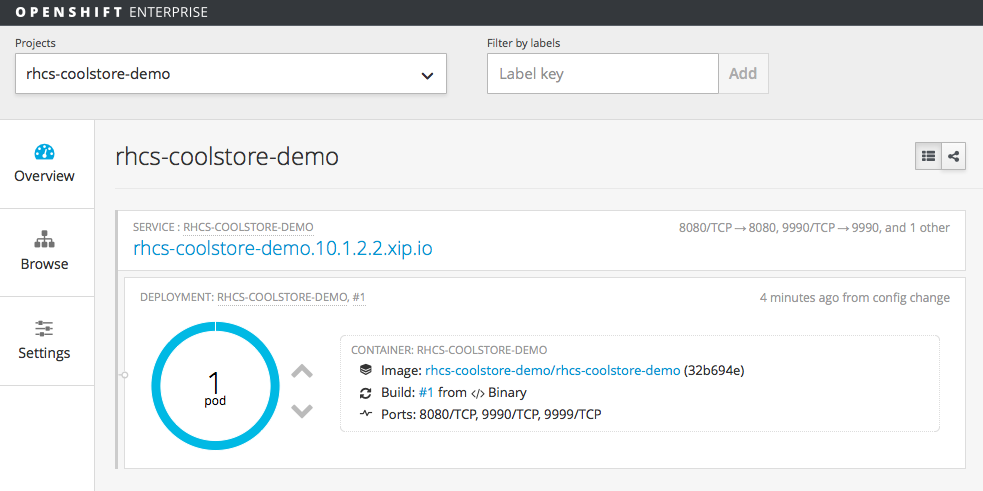 OPENSHIFT ENTERPRISE
Projects
Filter by labels
rhcs-coolstore-demo
Label key
Add
Overview
Browse
Settings
rhcs-coolstore-demo
SERVICE : RHCS-COOLSTORE-DEMO
8080/TCP → 8080, 9990/TCP → 9990, and 1 other
rhcs-coolstore-demo.10.1.2.2.xip.io
DEPLOYMENT: RHCS-COOLSTORE-DEMO, #1
4 minutes ago from config change
1
pod
CONTAINER: RHCS-COOLSTORE-DEMO
Image: rhcs-coolstore-demo/rhcs-coolstore-demo (32b694e)
Build: #1 from </> Binary
Ports: 8080/TCP, 9990/TCP, 9999/TCP